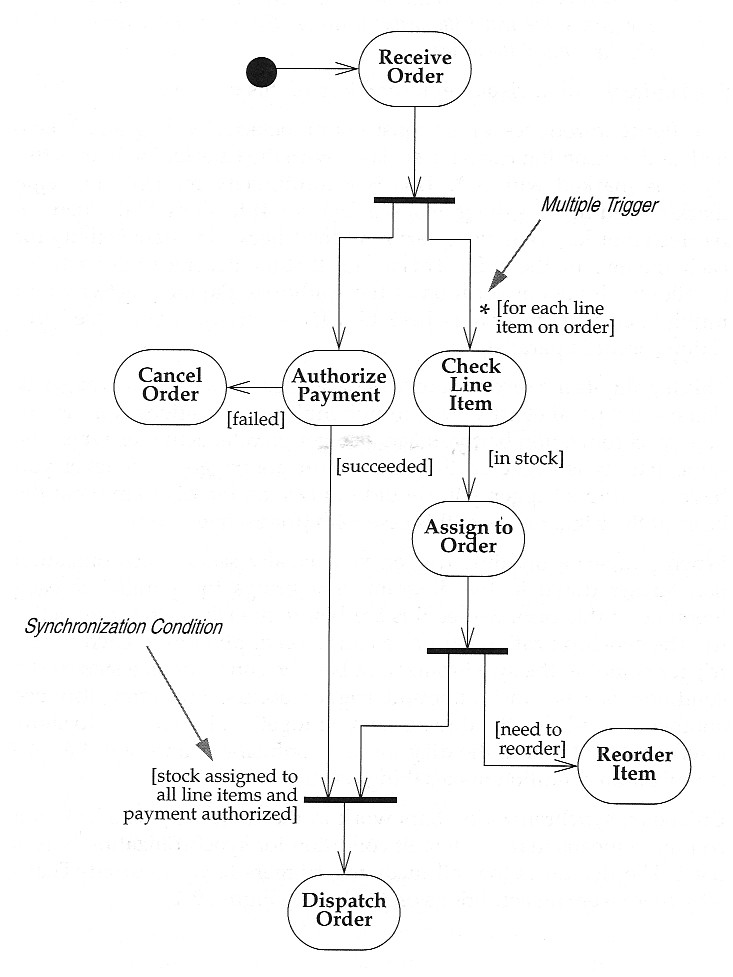 Receive
Order
Multiple Trigger
* [for each line
item on order]
Cancel
Order
Authorize
Payment
Check
Line
Item
[failed]
[succeeded]
[in stock]
Assign to
Order
Synchronization Condition
[need to
reorder]
Reorder
Item
[stock assigned to
all line items and
payment authorized]
Dispatch
Order